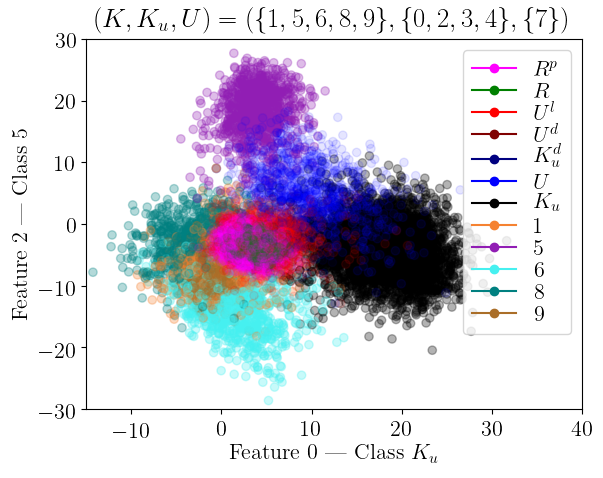 (K, K_u, U) = ({1, 5, 6, 8, 9}, {0, 2, 3, 4}, {7})
30
20
10
0
−10
−20
−30
Feature 2 — Class 5
−10
0
10
20
30
40
Feature 0 — Class K_u
R^p
R
U^l
U^d
K_u^d
U
K_u
1
5
6
8
9